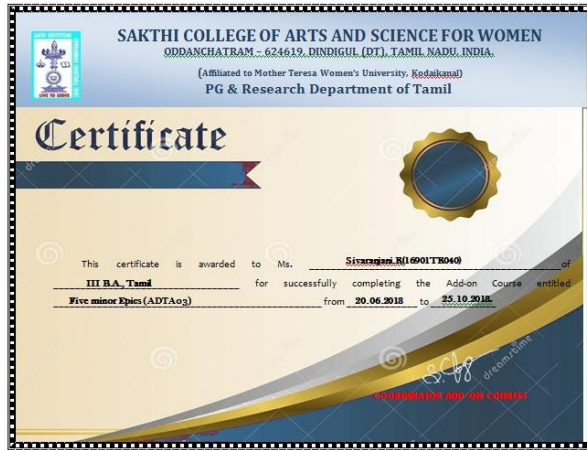 SAKTHI COLLEGE OF ARTS AND SCIENCE FOR WOMEN
ODDANCHATRAM – 624619, DINDIGUL (DT), TAMIL NADU, INDIA.
(Affiliated to Mother Teresa Women's University, Kodaikanal)
PG & Research Department of Tamil
Certificate
This certificate is awarded to Ms. Sivaranjani.R(16901TR040) of
III B.A., Tamil for successfully completing the Add-on Course entitled
Five minor Epics (ADTA03) from 20.06.2018 to 25.10.2018.
COORDINATOR ADD-ON COURSES
dreamstime